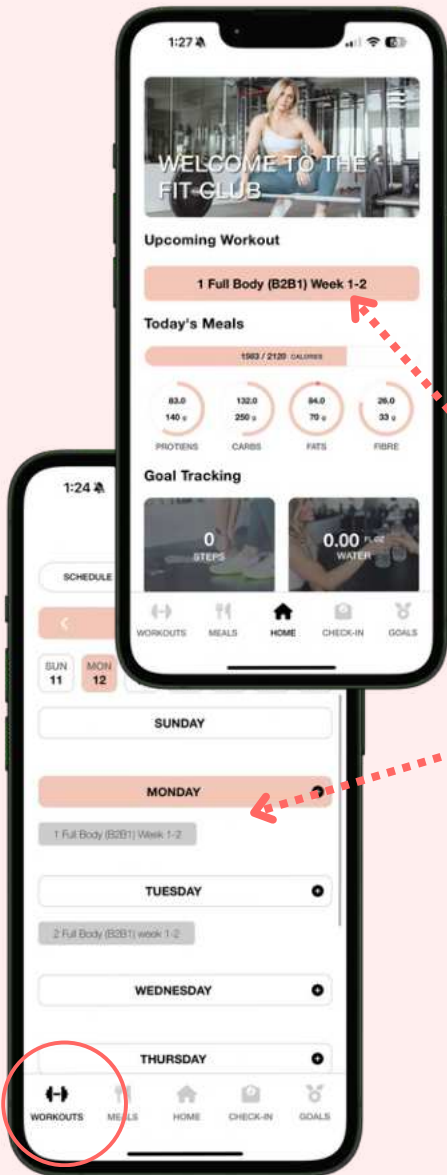 1:27
WELCOME TO THE
FIT CLUB
Upcoming Workout
1 Full Body (B2B1) Week 1-2
Today's Meals
1583 / 2120 CALORIES
83.0
140 g
PROTIENS
132.0
250 g
CARBS
84.0
70 g
FATS
26.0
33 g
FIBRE
Goal Tracking
0
STEPS
0.00 FL OZ
WATER
WORKOUTS MEALS HOME CHECK-IN GOALS
1:24
SCHEDULE
SUN
11
MON
12
SUNDAY
MONDAY
1 Full Body (B2B1) Week 1-2
TUESDAY
2 Full Body (B2B1) week 1-2
WEDNESDAY
THURSDAY
WORKOUTS MEALS HOME CHECK-IN GOALS